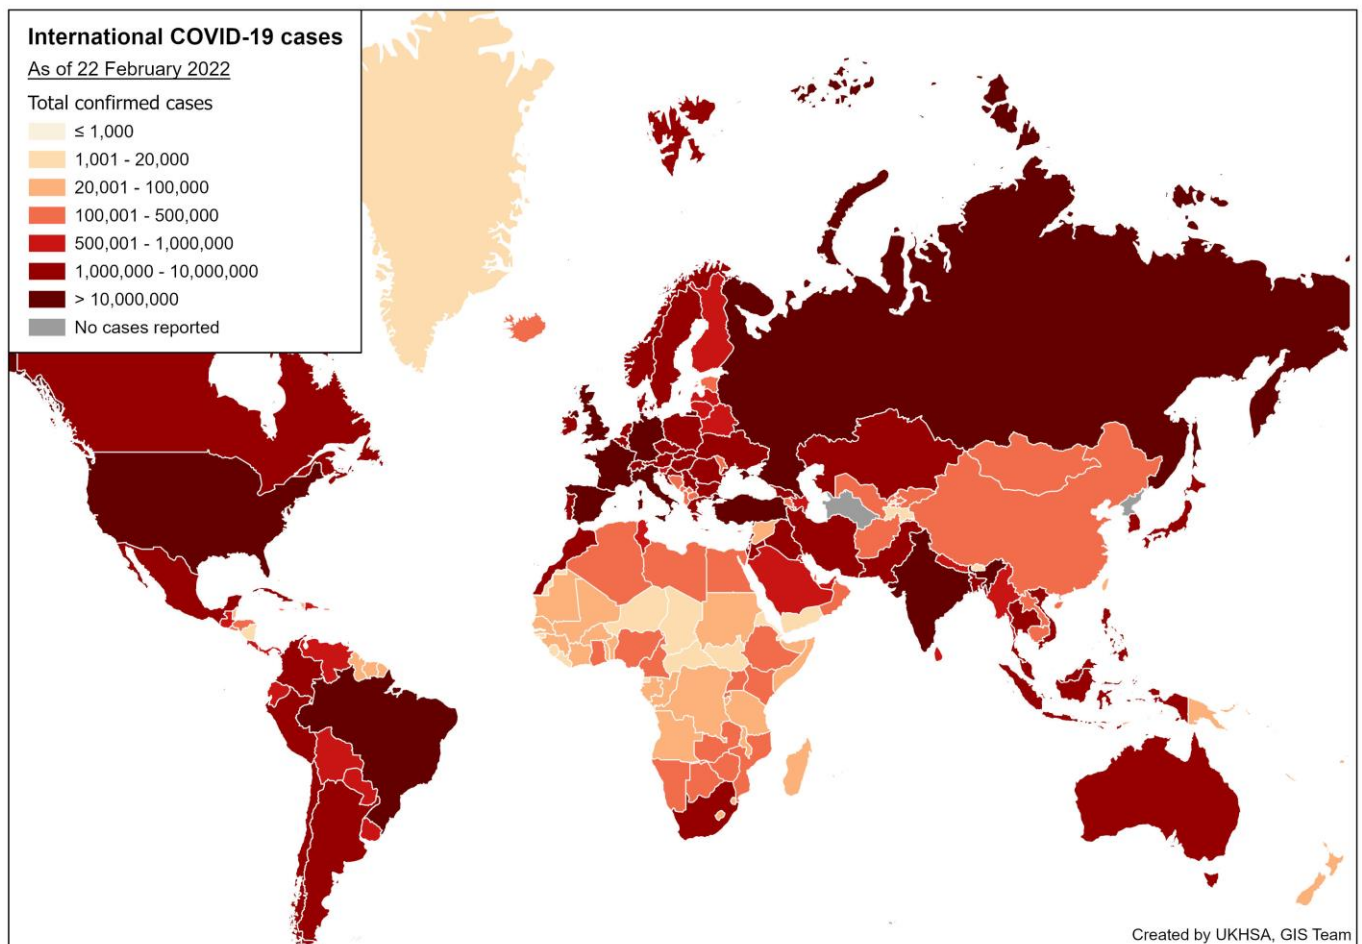 International COVID-19 cases
As of 22 February 2022
Total confirmed cases
≤ 1,000
1,001 - 20,000
20,001 - 100,000
100,001 - 500,000
500,001 - 1,000,000
1,000,000 - 10,000,000
> 10,000,000
No cases reported
Created by UKHSA, GIS Team